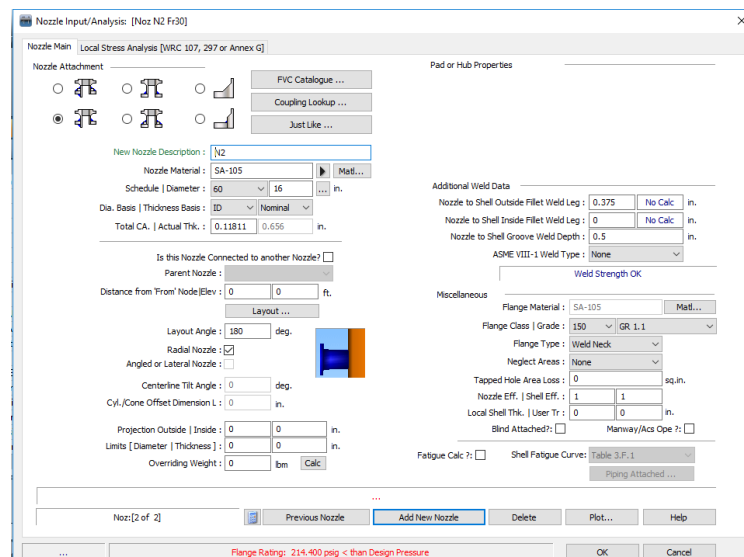 Nozzle Input/Analysis: [Noz N2 Fr30]
Nozzle Main Local Stress Analysis [WRC 107, 297 or Annex G]
Nozzle Attachment
FVC Catalogue ...
Coupling Lookup ...
Just Like ...
New Nozzle Description : N2
Nozzle Material : SA-105 Matl...
Schedule | Diameter : 60 16 ... in.
Dia. Basis | Thickness Basis : ID Nominal
Total CA. | Actual Thk. : 0.11811 0.656 in.
Is this Nozzle Connected to another Nozzle?
Parent Nozzle :
Distance from 'From' Node|Elev : 0 0 ft.
Layout ...
Layout Angle : 180 deg.
Radial Nozzle :
Angled or Lateral Nozzle :
Centerline Tilt Angle : 0 deg.
Cyl./Cone Offset Dimension L : 0 in.
Projection Outside | Inside : 0 0 in.
Limits [ Diameter | Thickness ] : 0 0 in.
Overriding Weight : 0 lbm Calc
Pad or Hub Properties
Additional Weld Data
Nozzle to Shell Outside Fillet Weld Leg : 0.375 No Calc in.
Nozzle to Shell Inside Fillet Weld Leg : 0 No Calc in.
Nozzle to Shell Groove Weld Depth : 0.5 in.
ASME VIII-1 Weld Type : None
Weld Strength OK
Miscellaneous
Flange Material : SA-105 Matl...
Flange Class | Grade : 150 GR 1.1
Flange Type : Weld Neck
Neglect Areas : None
Tapped Hole Area Loss : 0 sq.in.
Nozzle Eff. | Shell Eff. : 1 1
Local Shell Thk. | User Tr : 0 0 in.
Blind Attached?: Manway/Acs Ope ?:
Fatigue Calc ?: Shell Fatigue Curve: Table 3.F.1
Piping Attached ...
...
Noz:[2 of 2] Previous Nozzle Add New Nozzle Delete Plot... Help
... Flange Rating: 214.400 psig < than Design Pressure OK Cancel